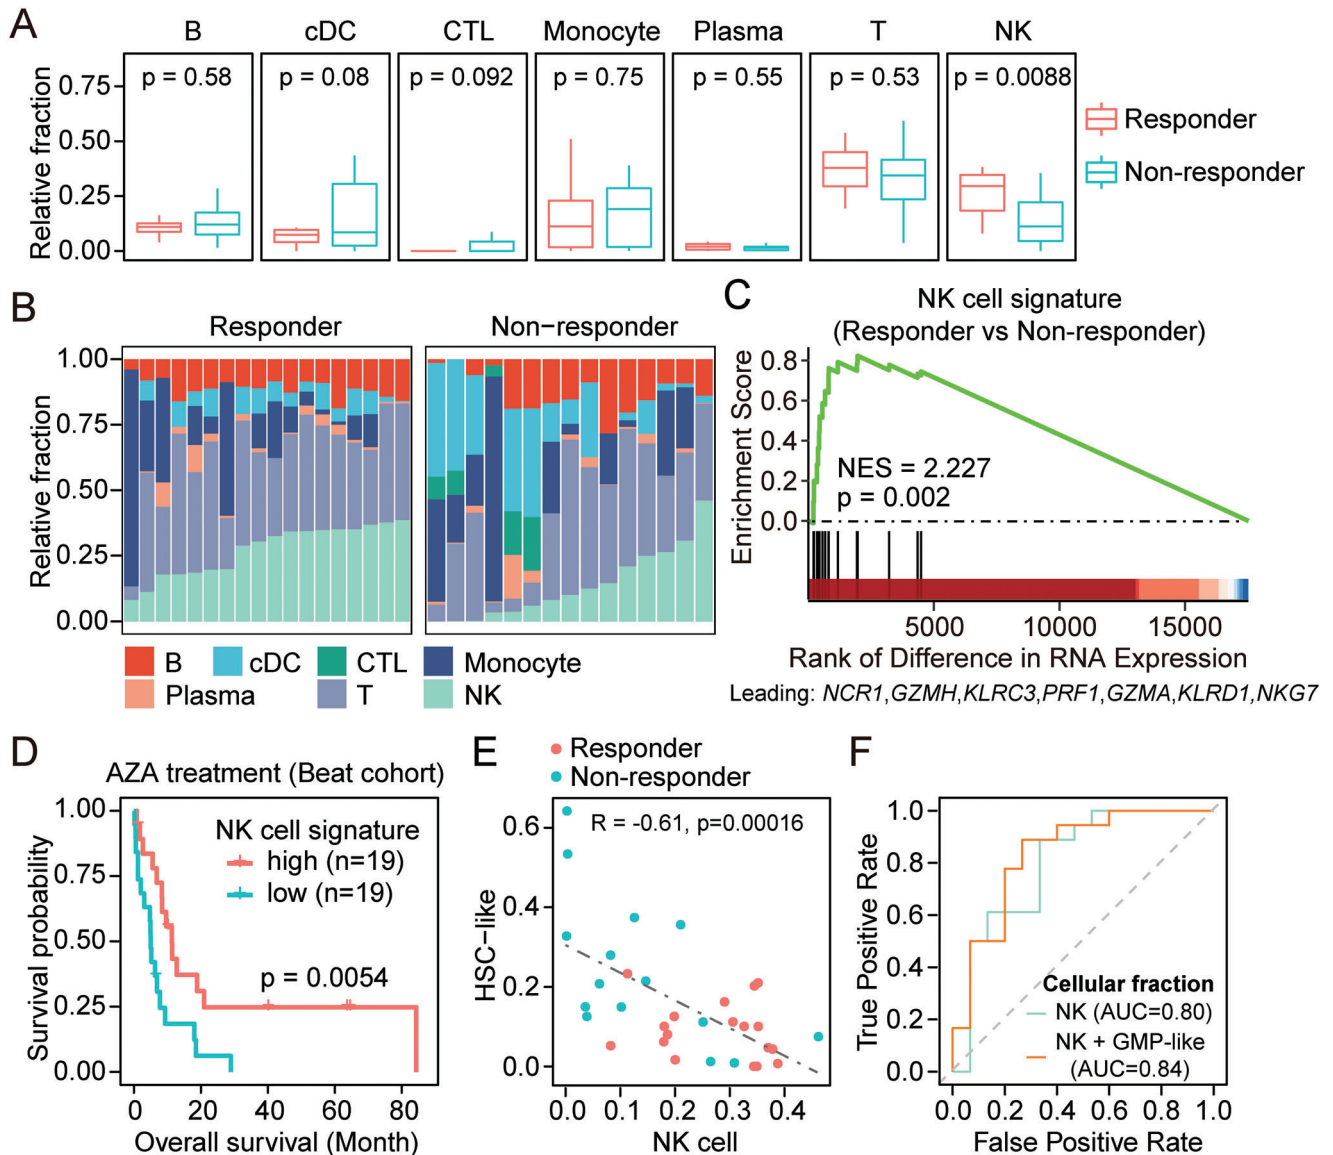 A
B cDC CTL Monocyte Plasma T NK
p = 0.58 p = 0.08 p = 0.092 p = 0.75 p = 0.55 p = 0.53 p = 0.0088
Relative fraction
0.75
0.50
0.25
0.00
Responder
Non-responder
B
Responder Non−responder
Relative fraction
1.00
0.75
0.50
0.25
0.00
B cDC CTL Monocyte
Plasma T NK
C
NK cell signature
(Responder vs Non-responder)
Enrichment Score
0.8
0.6
0.4
0.2
0.0
NES = 2.227
p = 0.002
5000 10000 15000
Rank of Difference in RNA Expression
Leading: NCR1,GZMH,KLRC3,PRF1,GZMA,KLRD1,NKG7
D
AZA treatment (Beat cohort)
Survival probability
1.00
0.75
0.50
0.25
0.00
NK cell signature
high (n=19)
low (n=19)
p = 0.0054
0 20 40 60 80
Overall survival (Month)
E
Responder
Non-responder
R = -0.61, p=0.00016
HSC−like
0.6
0.4
0.2
0.0
0.0 0.1 0.2 0.3 0.4
NK cell
F
True Positive Rate
1.0
0.8
0.6
0.4
0.2
0.0
Cellular fraction
NK (AUC=0.80)
NK + GMP-like
(AUC=0.84)
0.0 0.2 0.4 0.6 0.8 1.0
False Positive Rate